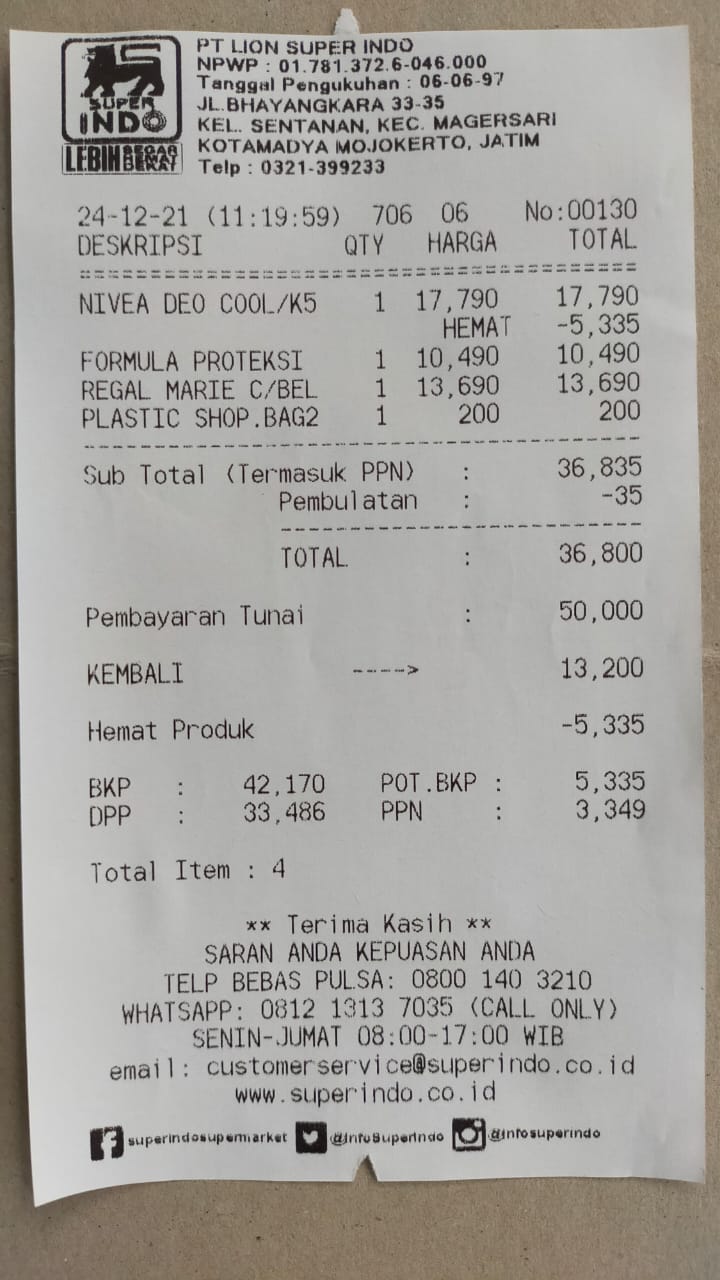 SUPER
INDO
LEBIH SEGAR HEMAT DEKAT
PT LION SUPER INDO
NPWP : 01.781.372.6-046.000
Tanggal Pengukuhan : 06-06-97
JL.BHAYANGKARA 33-35
KEL. SENTANAN, KEC. MAGERSARI
KOTAMADYA MOJOKERTO, JATIM
Telp : 0321-399233
24-12-21 (11:19:59) 706 06 No:00130
DESKRIPSI QTY HARGA TOTAL
========================================
NIVEA DEO COOL/K5 1 17,790 17,790
HEMAT -5,335
FORMULA PROTEKSI 1 10,490 10,490
REGAL MARIE C/BEL 1 13,690 13,690
PLASTIC SHOP.BAG2 1 200 200
----------------------------------------
Sub Total (Termasuk PPN) : 36,835
Pembulatan : -35
--------------------------
TOTAL : 36,800
Pembayaran Tunai : 50,000
KEMBALI ----> 13,200
Hemat Produk -5,335
BKP : 42,170 POT.BKP : 5,335
DPP : 33,486 PPN : 3,349
Total Item : 4
** Terima Kasih **
SARAN ANDA KEPUASAN ANDA
TELP BEBAS PULSA: 0800 140 3210
WHATSAPP: 0812 1313 7035 (CALL ONLY)
SENIN-JUMAT 08:00-17:00 WIB
email: customerservice@superindo.co.id
www.superindo.co.id
superindosupermarket @InfoSuperIndo @infosuperindo